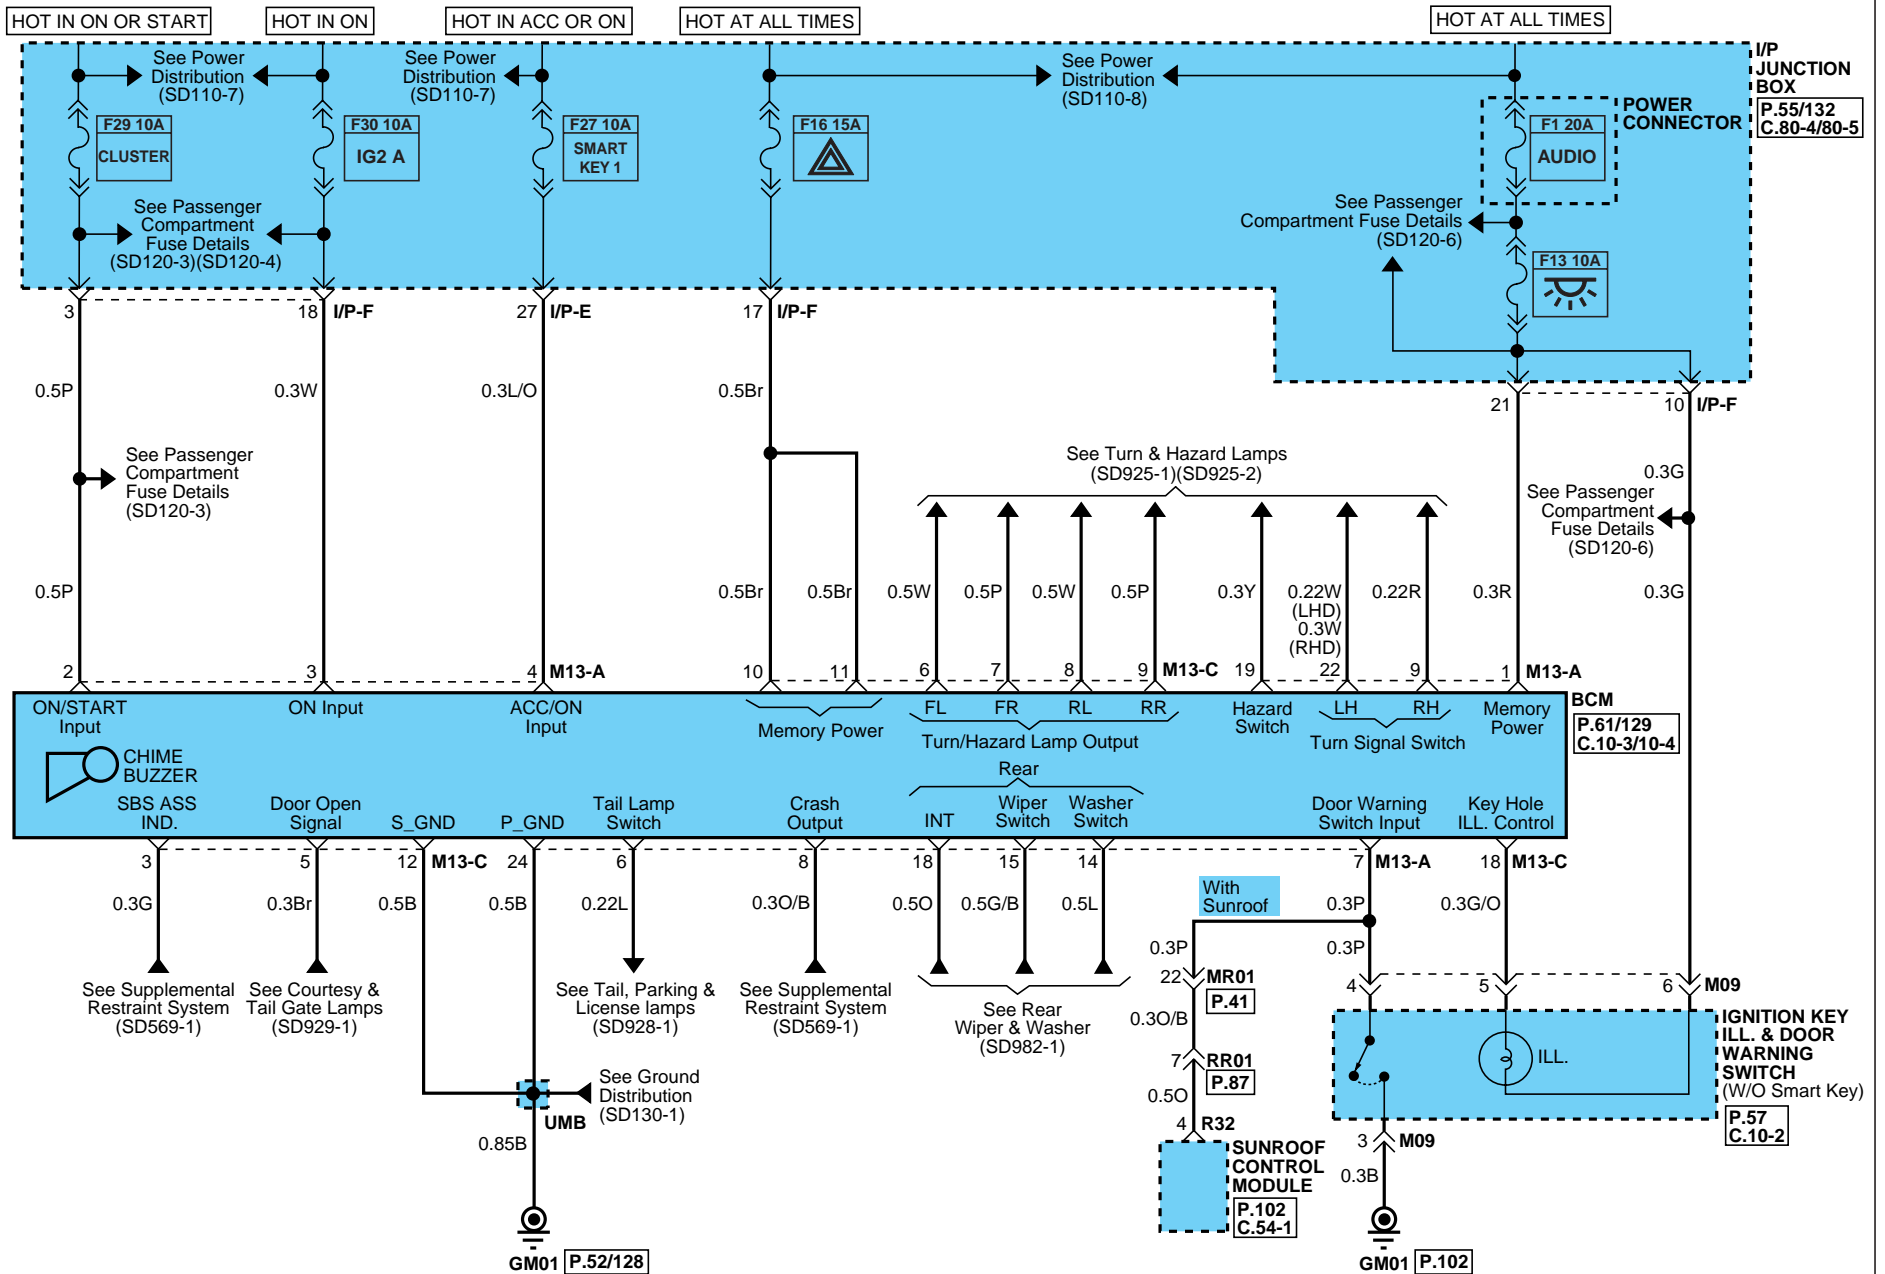 HOT IN ON OR START
HOT IN ON
HOT IN ACC OR ON
HOT AT ALL TIMES
HOT AT ALL TIMES
See Power
Distribution
(SD110-7)
See Power
Distribution
(SD110-7)
See Power
Distribution
(SD110-8)
I/P
JUNCTION
BOX
P.55/132
C.80-4/80-5
POWER
CONNECTOR
F29 10A
CLUSTER
F30 10A
IG2 A
F27 10A
SMART
KEY 1
F16 15A
F1 20A
AUDIO
See Passenger
Compartment
Fuse Details
(SD120-3)(SD120-4)
See Passenger
Compartment Fuse Details
(SD120-6)
F13 10A
3
18 I/P-F
27 I/P-E
17 I/P-F
21
10 I/P-F
0.5P
0.3W
0.3L/O
0.5Br
See Passenger
Compartment
Fuse Details
(SD120-3)
See Turn & Hazard Lamps
(SD925-1)(SD925-2)
0.3G
See Passenger
Compartment
Fuse Details
(SD120-6)
0.5P
0.5Br
0.5Br
0.5W
0.5P
0.5W
0.5P
0.3Y
0.22W
(LHD)
0.3W
(RHD)
0.22R
0.3R
0.3G
2
3
4 M13-A
10
11
6
7
8
9 M13-C
19
22
9
1 M13-A
ON/START
Input
ON Input
ACC/ON
Input
Memory Power
FL
FR
RL
RR
Turn/Hazard Lamp Output
Hazard
Switch
LH
RH
Turn Signal Switch
Memory
Power
BCM
P.61/129
C.10-3/10-4
CHIME
BUZZER
SBS ASS
IND.
Door Open
Signal
S_GND
P_GND
Tail Lamp
Switch
Crash
Output
Rear
INT
Wiper
Switch
Washer
Switch
Door Warning
Switch Input
Key Hole
ILL. Control
3
5
12 M13-C
24
6
8
18
15
14
7 M13-A
18 M13-C
0.3G
0.3Br
0.5B
0.5B
0.22L
0.3O/B
0.5O
0.5G/B
0.5L
With
Sunroof
0.3P
0.3G/O
0.3P
0.3P
See Supplemental
Restraint System
(SD569-1)
See Courtesy &
Tail Gate Lamps
(SD929-1)
See Tail, Parking &
License lamps
(SD928-1)
See Supplemental
Restraint System
(SD569-1)
See Rear
Wiper & Washer
(SD982-1)
22 MR01
P.41
0.3O/B
7 RR01
P.87
0.5O
4 R32
SUNROOF
CONTROL
MODULE
P.102
C.54-1
4
5
6 M09
IGNITION KEY
ILL. & DOOR
WARNING
SWITCH
(W/O Smart Key)
P.57
C.10-2
ILL.
See Ground
Distribution
(SD130-1)
UMB
0.85B
3 M09
0.3B
GM01 P.52/128
GM01 P.102